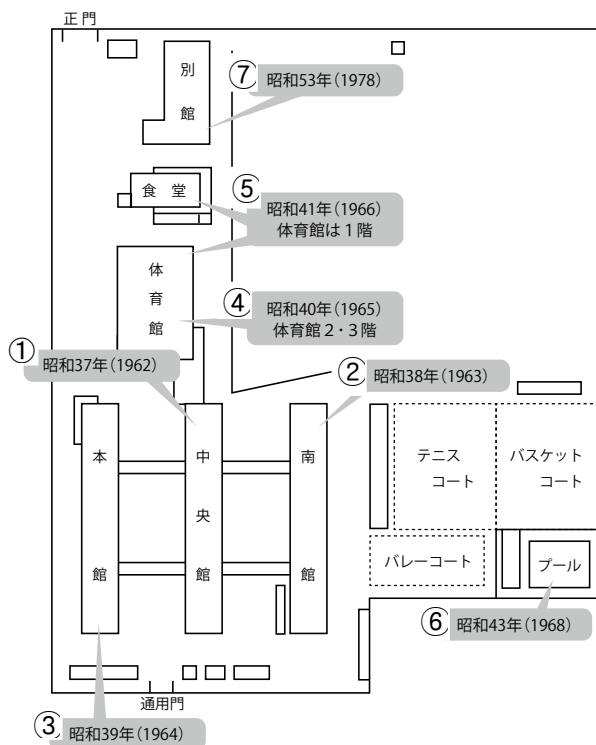 正門
別館
⑦ 昭和53年（1978）
食堂
⑤ 昭和41年（1966）
体育館は１階
体育館
④ 昭和40年（1965）
体育館２・３階
① 昭和37年（1962）
② 昭和38年（1963）
本館
中央館
南館
テニス
コート
バスケット
コート
バレーコート
プール
⑥ 昭和43年（1968）
通用門
③ 昭和39年（1964）